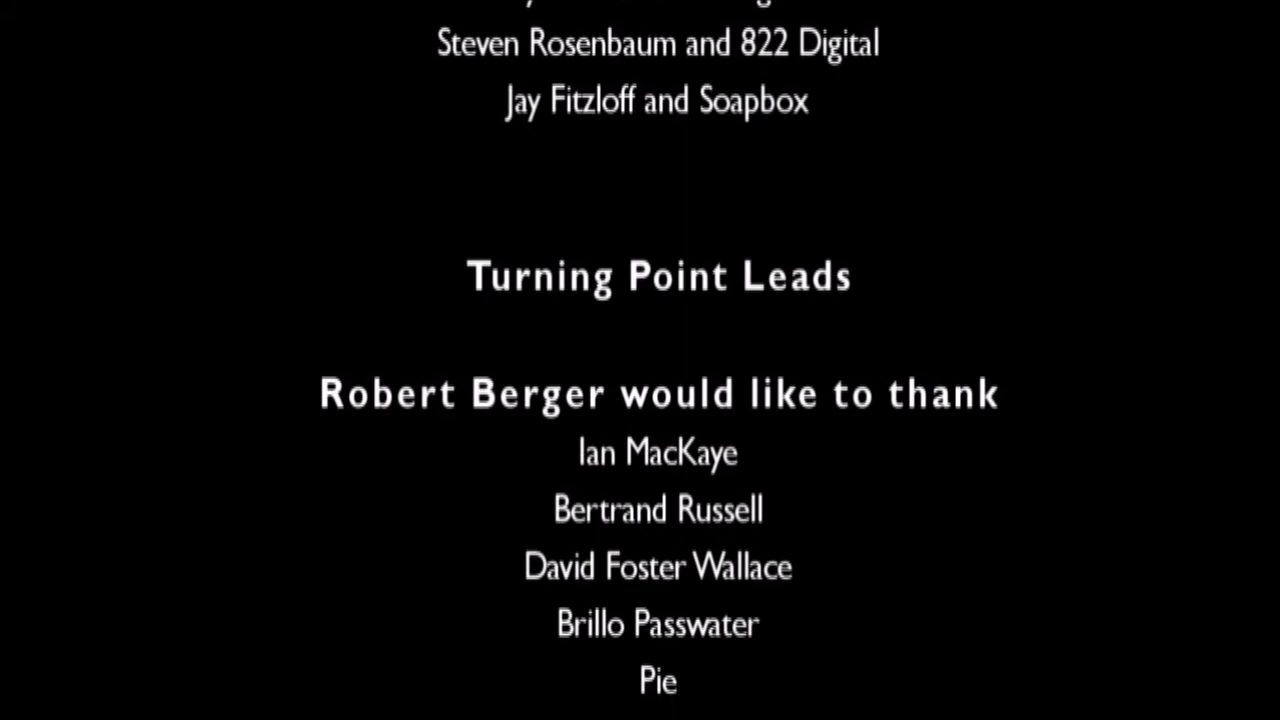 Steven Rosenbaum and 822 Digital
Jay Fitzloff and Soapbox
Turning Point Leads
Robert Berger would like to thank
Ian MacKaye
Bertrand Russell
David Foster Wallace
Brillo Passwater
Pie